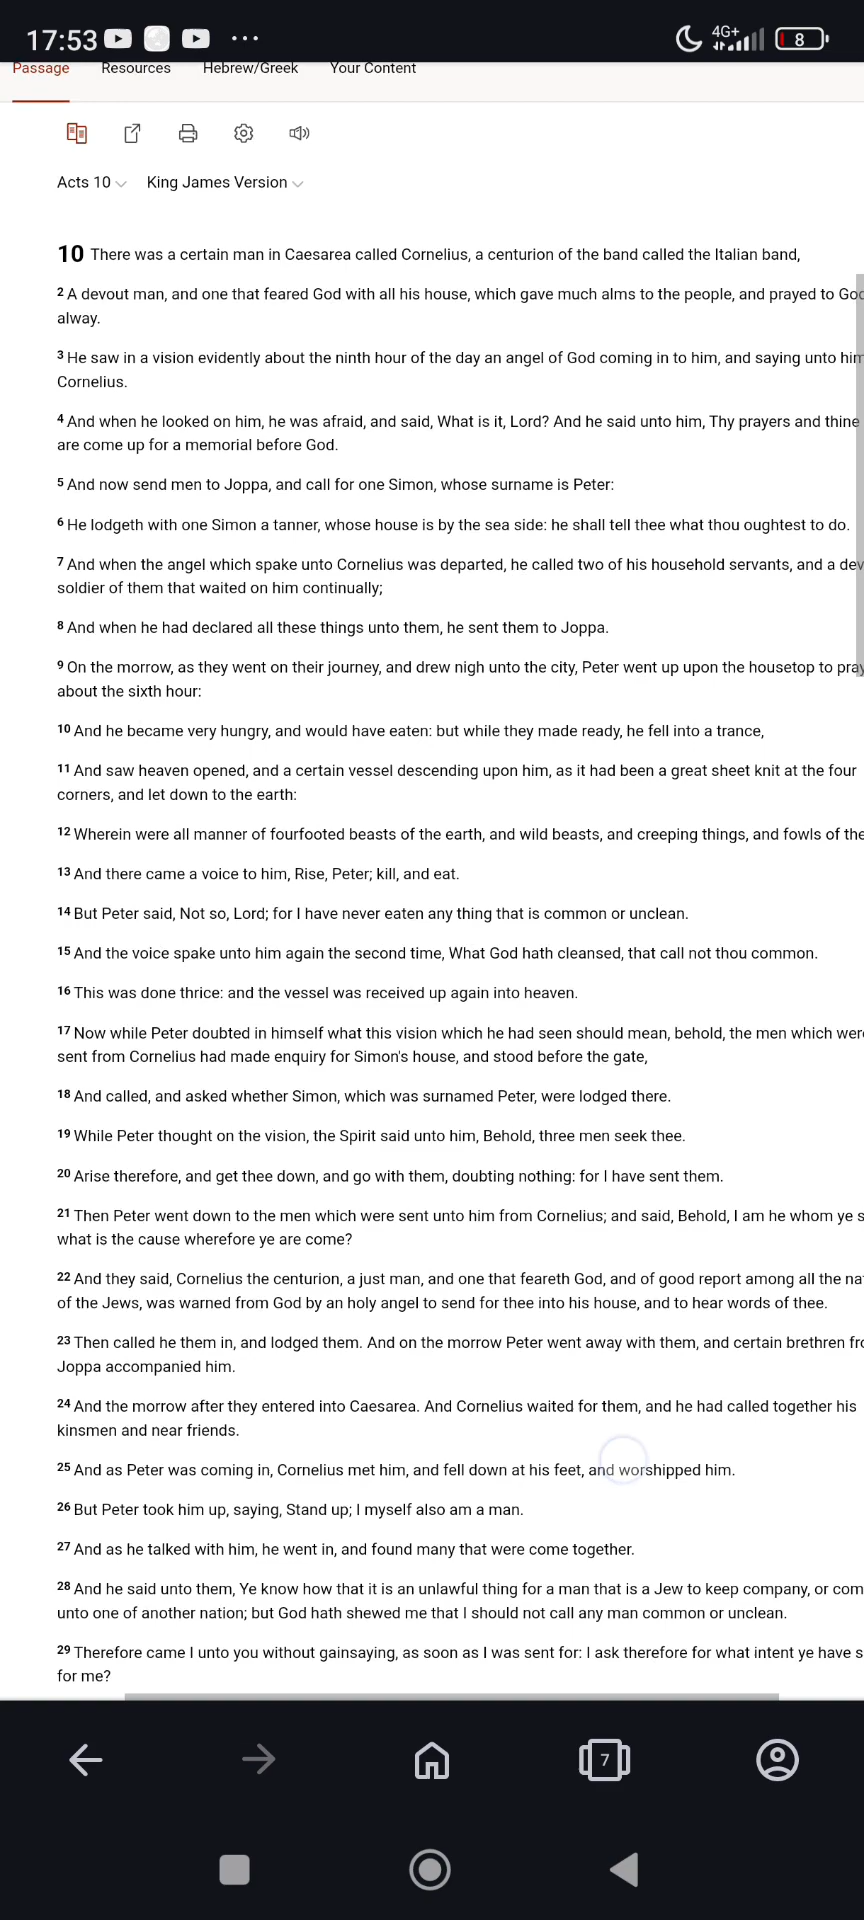 17:53
4G+
8
Passage Resources Hebrew/Greek Your Content
Acts 10 King James Version
10 There was a certain man in Caesarea called Cornelius, a centurion of the band called the Italian band,
2 A devout man, and one that feared God with all his house, which gave much alms to the people, and prayed to
alway.
3 He saw in a vision evidently about the ninth hour of the day an angel of God coming in to him, and saying unto
Cornelius.
4 And when he looked on him, he was afraid, and said, What is it, Lord? And he said unto him, Thy prayers and thine
are come up for a memorial before God.
5 And now send men to Joppa, and call for one Simon, whose surname is Peter:
6 He lodgeth with one Simon a tanner, whose house is by the sea side: he shall tell thee what thou oughtest to do.
7 And when the angel which spake unto Cornelius was departed, he called two of his household servants, and a
soldier of them that waited on him continually;
8 And when he had declared all these things unto them, he sent them to Joppa.
9 On the morrow, as they went on their journey, and drew nigh unto the city, Peter went up upon the housetop to pray
about the sixth hour:
10 And he became very hungry, and would have eaten: but while they made ready, he fell into a trance,
11 And saw heaven opened, and a certain vessel descending upon him, as it had been a great sheet knit at the four
corners, and let down to the earth:
12 Wherein were all manner of fourfooted beasts of the earth, and wild beasts, and creeping things, and fowls of the
13 And there came a voice to him, Rise, Peter; kill, and eat.
14 But Peter said, Not so, Lord; for I have never eaten any thing that is common or unclean.
15 And the voice spake unto him again the second time, What God hath cleansed, that call not thou common.
16 This was done thrice: and the vessel was received up again into heaven.
17 Now while Peter doubted in himself what this vision which he had seen should mean, behold, the men which were
sent from Cornelius had made enquiry for Simon's house, and stood before the gate,
18 And called, and asked whether Simon, which was surnamed Peter, were lodged there.
19 While Peter thought on the vision, the Spirit said unto him, Behold, three men seek thee.
20 Arise therefore, and get thee down, and go with them, doubting nothing: for I have sent them.
21 Then Peter went down to the men which were sent unto him from Cornelius; and said, Behold, I am he whom ye
what is the cause wherefore ye are come?
22 And they said, Cornelius the centurion, a just man, and one that feareth God, and of good report among all the
of the Jews, was warned from God by an holy angel to send for thee into his house, and to hear words of thee.
23 Then called he them in, and lodged them. And on the morrow Peter went away with them, and certain brethren
Joppa accompanied him.
24 And the morrow after they entered into Caesarea. And Cornelius waited for them, and he had called together his
kinsmen and near friends.
25 And as Peter was coming in, Cornelius met him, and fell down at his feet, and worshipped him.
26 But Peter took him up, saying, Stand up; I myself also am a man.
27 And as he talked with him, he went in, and found many that were come together.
28 And he said unto them, Ye know how that it is an unlawful thing for a man that is a Jew to keep company, or
unto one of another nation; but God hath shewed me that I should not call any man common or unclean.
29 Therefore came I unto you without gainsaying, as soon as I was sent for: I ask therefore for what intent ye have
for me?
7